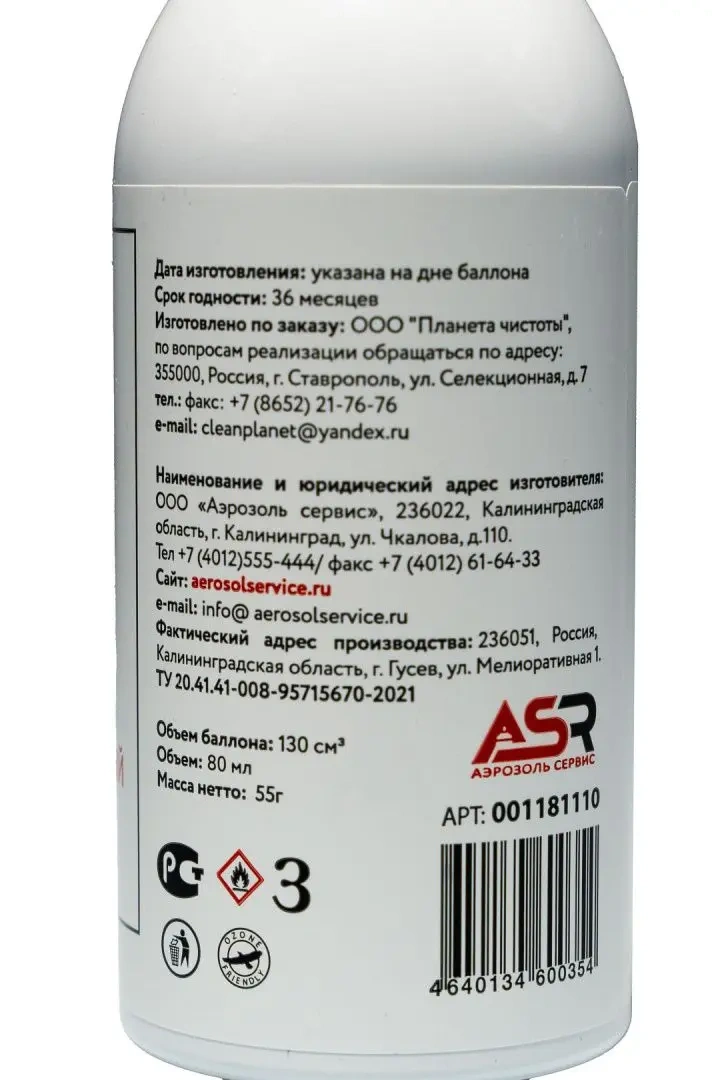 Дата изготовления: указана на дне баллона
Срок годности: 36 месяцев
Изготовлено по заказу: ООО "Планета чистоты",
по вопросам реализации обращаться по адресу:
355000, Россия, г. Ставрополь, ул. Селекционная, д. 7
тел.: факс: +7 (8652) 21-76-76
e-mail: cleanplanet@yandex.ru
Наименование и юридический адрес изготовителя:
ООО «Аэрозоль сервис», 236022, Калининградская
область, г. Калининград, ул. Чкалова, д.110.
Тел +7 (4012)555-444/ факс +7 (4012) 61-64-33
Сайт: aerosolservice.ru
e-mail: info@ aerosolservice.ru
Фактический адрес производства: 236051, Россия,
Калининградская область, г. Гусев, ул. Мелиоративная 1.
ТУ 20.41.41-008-95715670-2021
Объем баллона: 130 см³
Объем: 80 мл
Масса нетто: 55г
ASR
АЭРОЗОЛЬ СЕРВИС
АРТ: 001181110
РСТ
3
OZONE
FRIENDLY
4 640134 600354